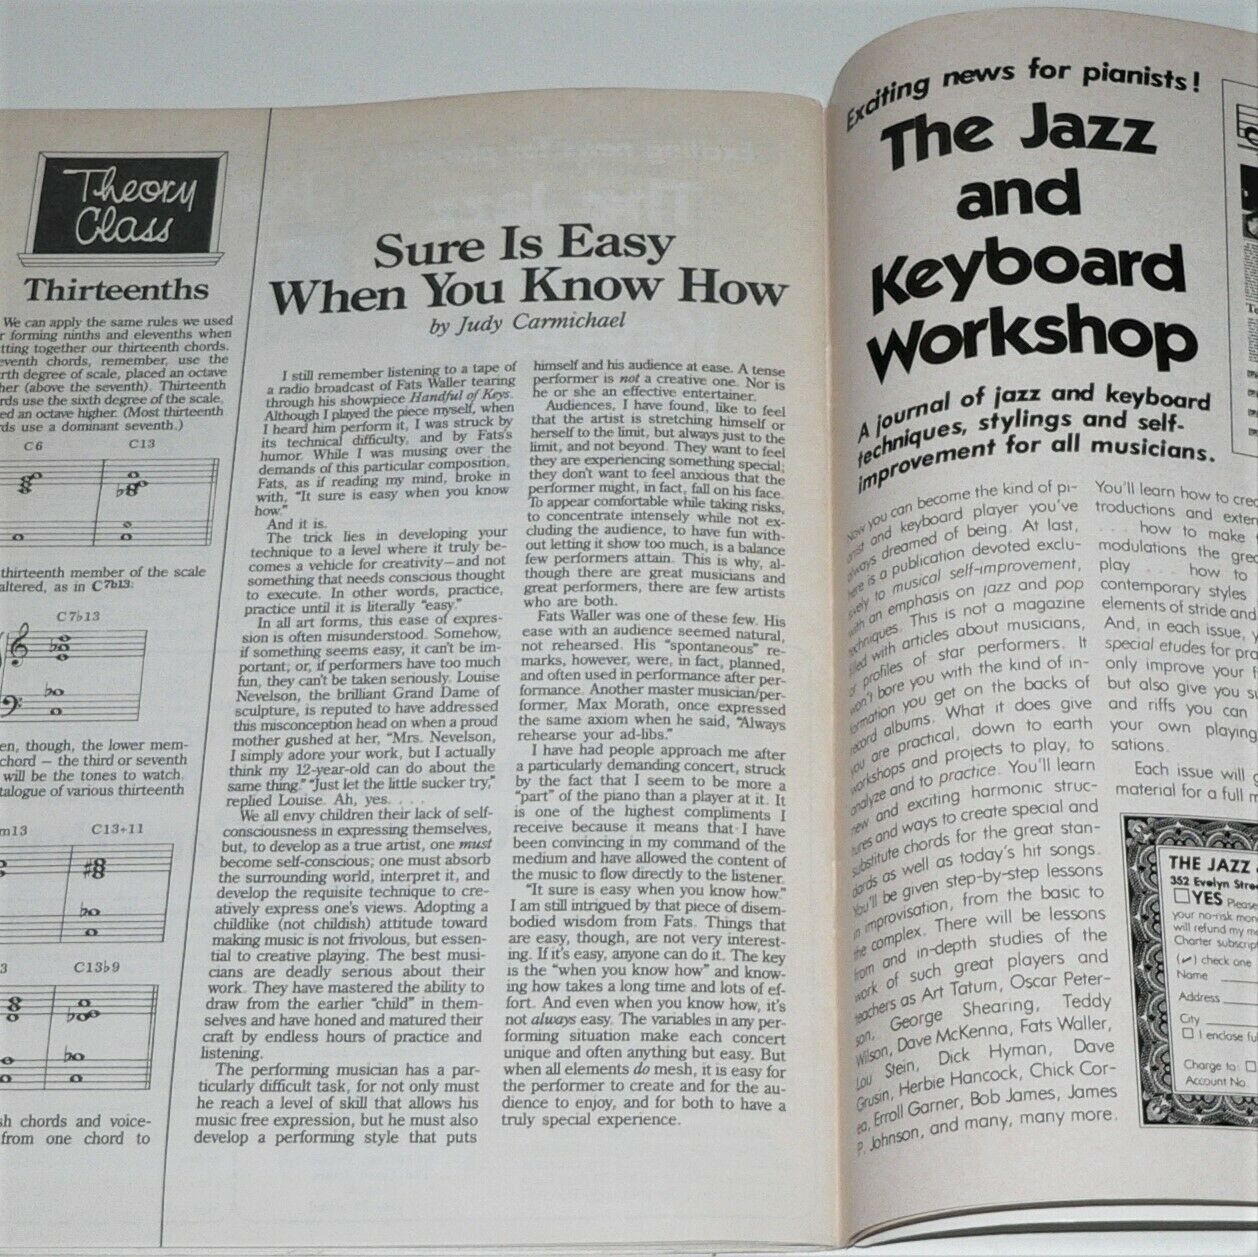 Theory
Class
Thirteenths
We can apply the same rules we used
forming ninths and elevenths when
together our thirteenth chords.
chords, remember, use the
degree of scale, placed an octave
(above the seventh). Thirteenth
use the sixth degree of the scale,
an octave higher. (Most thirteenth
use a dominant seventh.)
C6 C13
thirteenth member of the scale
altered, as in C7b13:
C7♭13
though, the lower mem-
chord — the third or seventh
will be the tones to watch.
of various thirteenth
m13 C13+11
C13♭9
chords and voice-
from one chord to
Sure Is Easy
When You Know How
by Judy Carmichael
I still remember listening to a tape of
a radio broadcast of Fats Waller tearing
through his showpiece Handful of Keys.
Although I played the piece myself, when
I heard him perform it, I was struck by
its technical difficulty, and by Fats's
humor. While I was musing over the
demands of this particular composition,
Fats, as if reading my mind, broke in
with, "It sure is easy when you know
how."
And it is.
The trick lies in developing your
technique to a level where it truly be-
comes a vehicle for creativity—and not
something that needs conscious thought
to execute. In other words, practice,
practice until it is literally "easy."
In all art forms, this ease of expres-
sion is often misunderstood. Somehow,
if something seems easy, it can't be im-
portant; or, if performers have too much
fun, they can't be taken seriously. Louise
Nevelson, the brilliant Grand Dame of
sculpture, is reputed to have addressed
this misconception head on when a proud
mother gushed at her, "Mrs. Nevelson,
I simply adore your work, but I actually
think my 12-year-old can do about the
same thing." "Just let the little sucker try,"
replied Louise. Ah, yes. . . .
We all envy children their lack of self-
consciousness in expressing themselves,
but, to develop as a true artist, one must
become self-conscious; one must absorb
the surrounding world, interpret it, and
develop the requisite technique to cre-
atively express one's views. Adopting a
childlike (not childish) attitude toward
making music is not frivolous, but essen-
tial to creative playing. The best musi-
cians are deadly serious about their
work. They have mastered the ability to
draw from the earlier "child" in them-
selves and have honed and matured their
craft by endless hours of practice and
listening.
The performing musician has a par-
ticularly difficult task, for not only must
he reach a level of skill that allows his
music free expression, but he must also
develop a performing style that puts
himself and his audience at ease. A tense
performer is not a creative one. Nor is
he or she an effective entertainer.
Audiences, I have found, like to feel
that the artist is stretching himself or
herself to the limit, but always just to the
limit, and not beyond. They want to feel
they are experiencing something special;
they don't want to feel anxious that the
performer might, in fact, fall on his face.
To appear comfortable while taking risks,
to concentrate intensely while not ex-
cluding the audience, to have fun with-
out letting it show too much, is a balance
few performers attain. This is why, al-
though there are great musicians and
great performers, there are few artists
who are both.
Fats Waller was one of these few. His
ease with an audience seemed natural,
not rehearsed. His "spontaneous" re-
marks, however, were, in fact, planned,
and often used in performance after per-
formance. Another master musician/per-
former, Max Morath, once expressed
the same axiom when he said, "Always
rehearse your ad-libs."
I have had people approach me after
a particularly demanding concert, struck
by the fact that I seem to be more a
"part" of the piano than a player at it. It
is one of the highest compliments I
receive because it means that I have
been convincing in my command of the
medium and have allowed the content of
the music to flow directly to the listener.
"It sure is easy when you know how."
I am still intrigued by that piece of disem-
bodied wisdom from Fats. Things that
are easy, though, are not very interest-
ing. If it's easy, anyone can do it. The key
is the "when you know how" and know-
ing how takes a long time and lots of ef-
fort. And even when you know how, it's
not always easy. The variables in any per-
forming situation make each concert
unique and often anything but easy. But
when all elements do mesh, it is easy for
the performer to create and for the au-
dience to enjoy, and for both to have a
truly special experience.
Exciting news for pianists!
The Jazz
and
Keyboard
Workshop
A journal of jazz and keyboard
techniques, stylings and self-
improvement for all musicians.
Now you can become the kind of pi-
anist and keyboard player you've
always dreamed of being. At last,
here is a publication devoted exclu-
sively to musical self-improvement,
with an emphasis on jazz and pop
techniques. This is not a magazine
filled with articles about musicians,
or profiles of star performers. It
won't bore you with the kind of in-
formation you get on the backs of
record albums. What it does give
you are practical, down to earth
workshops and projects to play, to
analyze and to practice. You'll learn
new and exciting harmonic struc-
tures and ways to create special and
substitute chords for the great stan-
dards as well as today's hit songs.
You'll be given step-by-step lessons
in improvisation, from the basic to
the complex. There will be lessons
from and in-depth studies of the
work of such great players and
teachers as Art Tatum, Oscar Peter-
son, George Shearing, Teddy
Wilson, Dave McKenna, Fats Waller,
Lou Stein, Dick Hyman, Dave
Grusin, Herbie Hancock, Chick Cor-
ea, Erroll Garner, Bob James, James
P. Johnson, and many, many more.
You'll learn how to
troductions and
. . . how to make
modulations the
play . . . how to
contemporary styles
elements of stride and
And, in each issue,
special etudes for
only improve your
but also give you
and riffs you can
your own playing
sations.
Each issue will
material for a full
THE JAZZ
352 Evelyn
YES Please
your no-risk
will refund my
Charter
(✓) check one
Name
Address
City
I enclose
Charge to:
Account No.